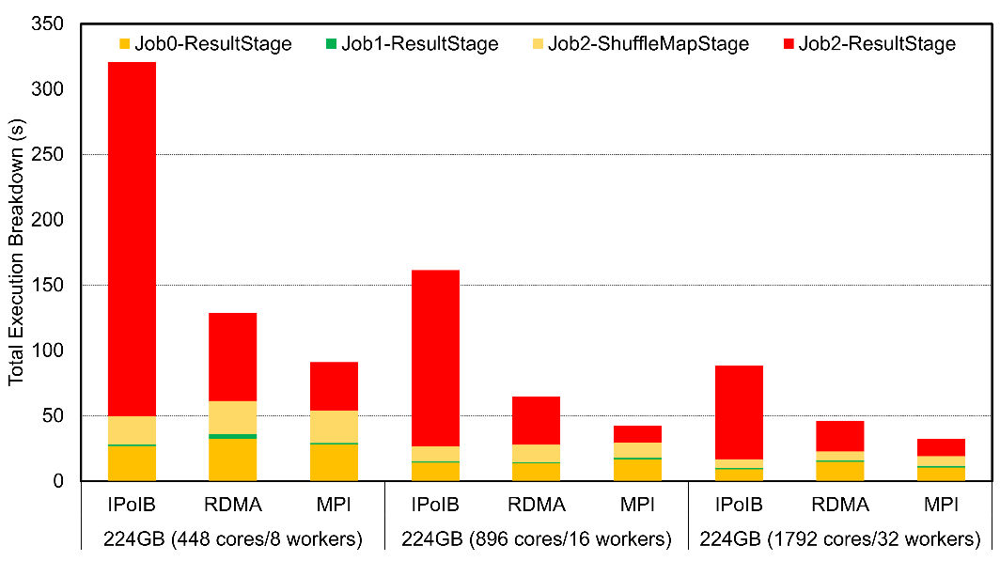 350
300
250
200
150
100
50
0
Total Execution Breakdown (s)
Job0-ResultStage Job1-ResultStage Job2-ShuffleMapStage Job2-ResultStage
IPoIB RDMA MPI IPoIB RDMA MPI IPoIB RDMA MPI
224GB (448 cores/8 workers) 224GB (896 cores/16 workers) 224GB (1792 cores/32 workers)